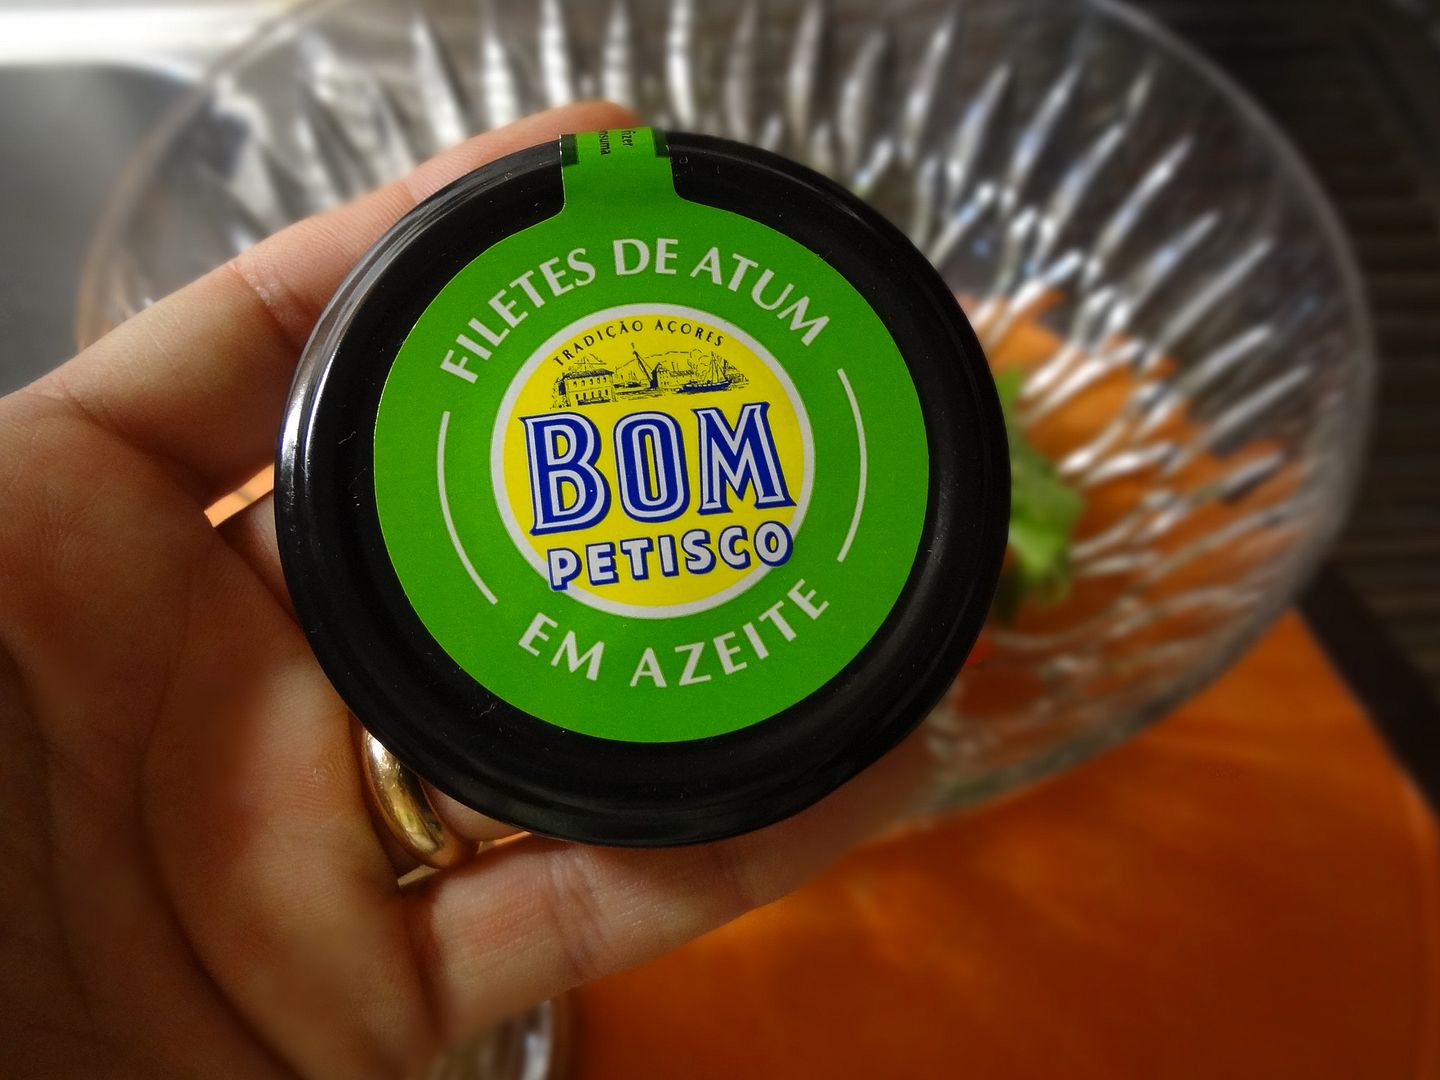 FILETES DE ATUM
TRADIÇÃO AÇORES
BOM
PETISCO
EM AZEITE